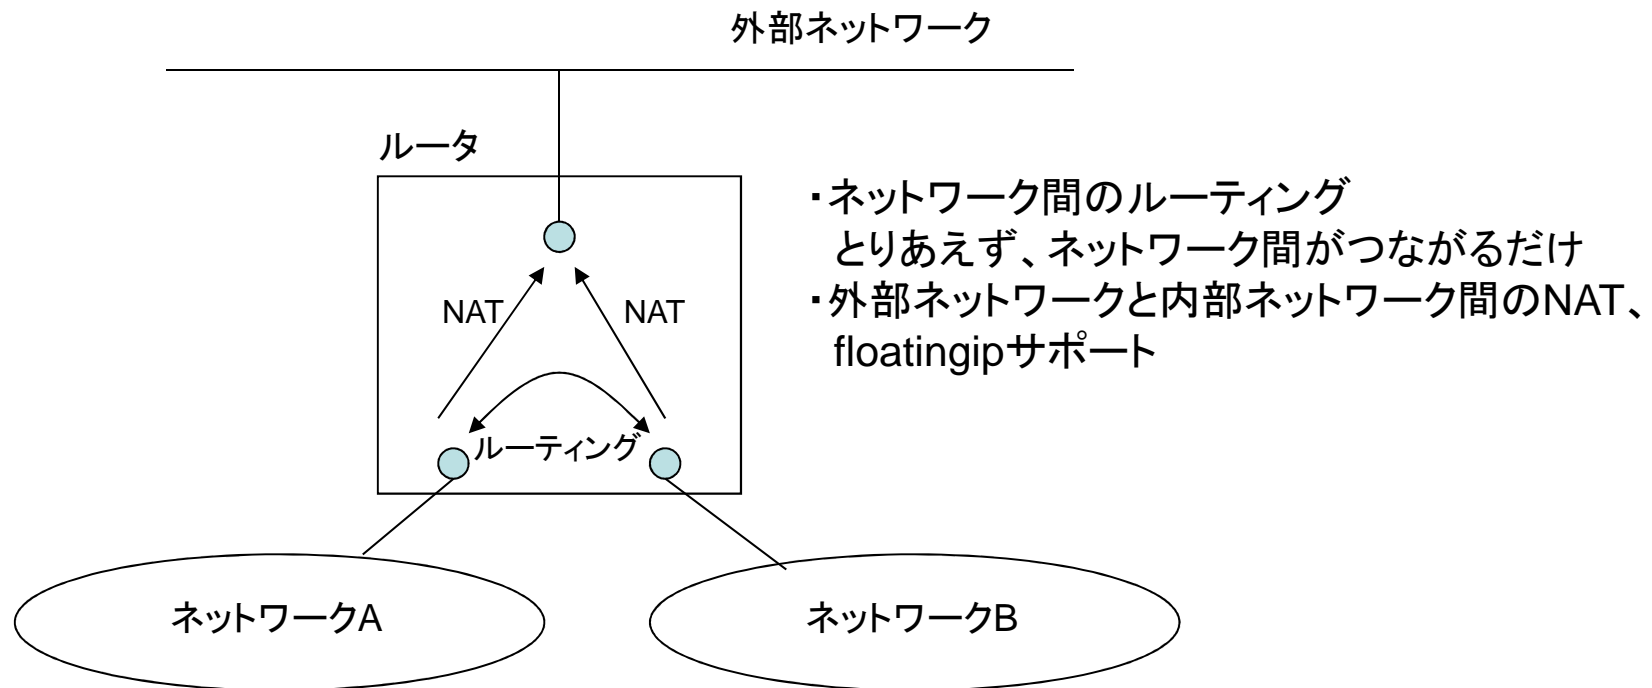 外部ネットワーク
ルータ
・ネットワーク間のルーティング
とりあえず、ネットワーク間がつながるだけ
・外部ネットワークと内部ネットワーク間のNAT、
floatingipサポート
NAT
NAT
ルーティング
ネットワークA
ネットワークB